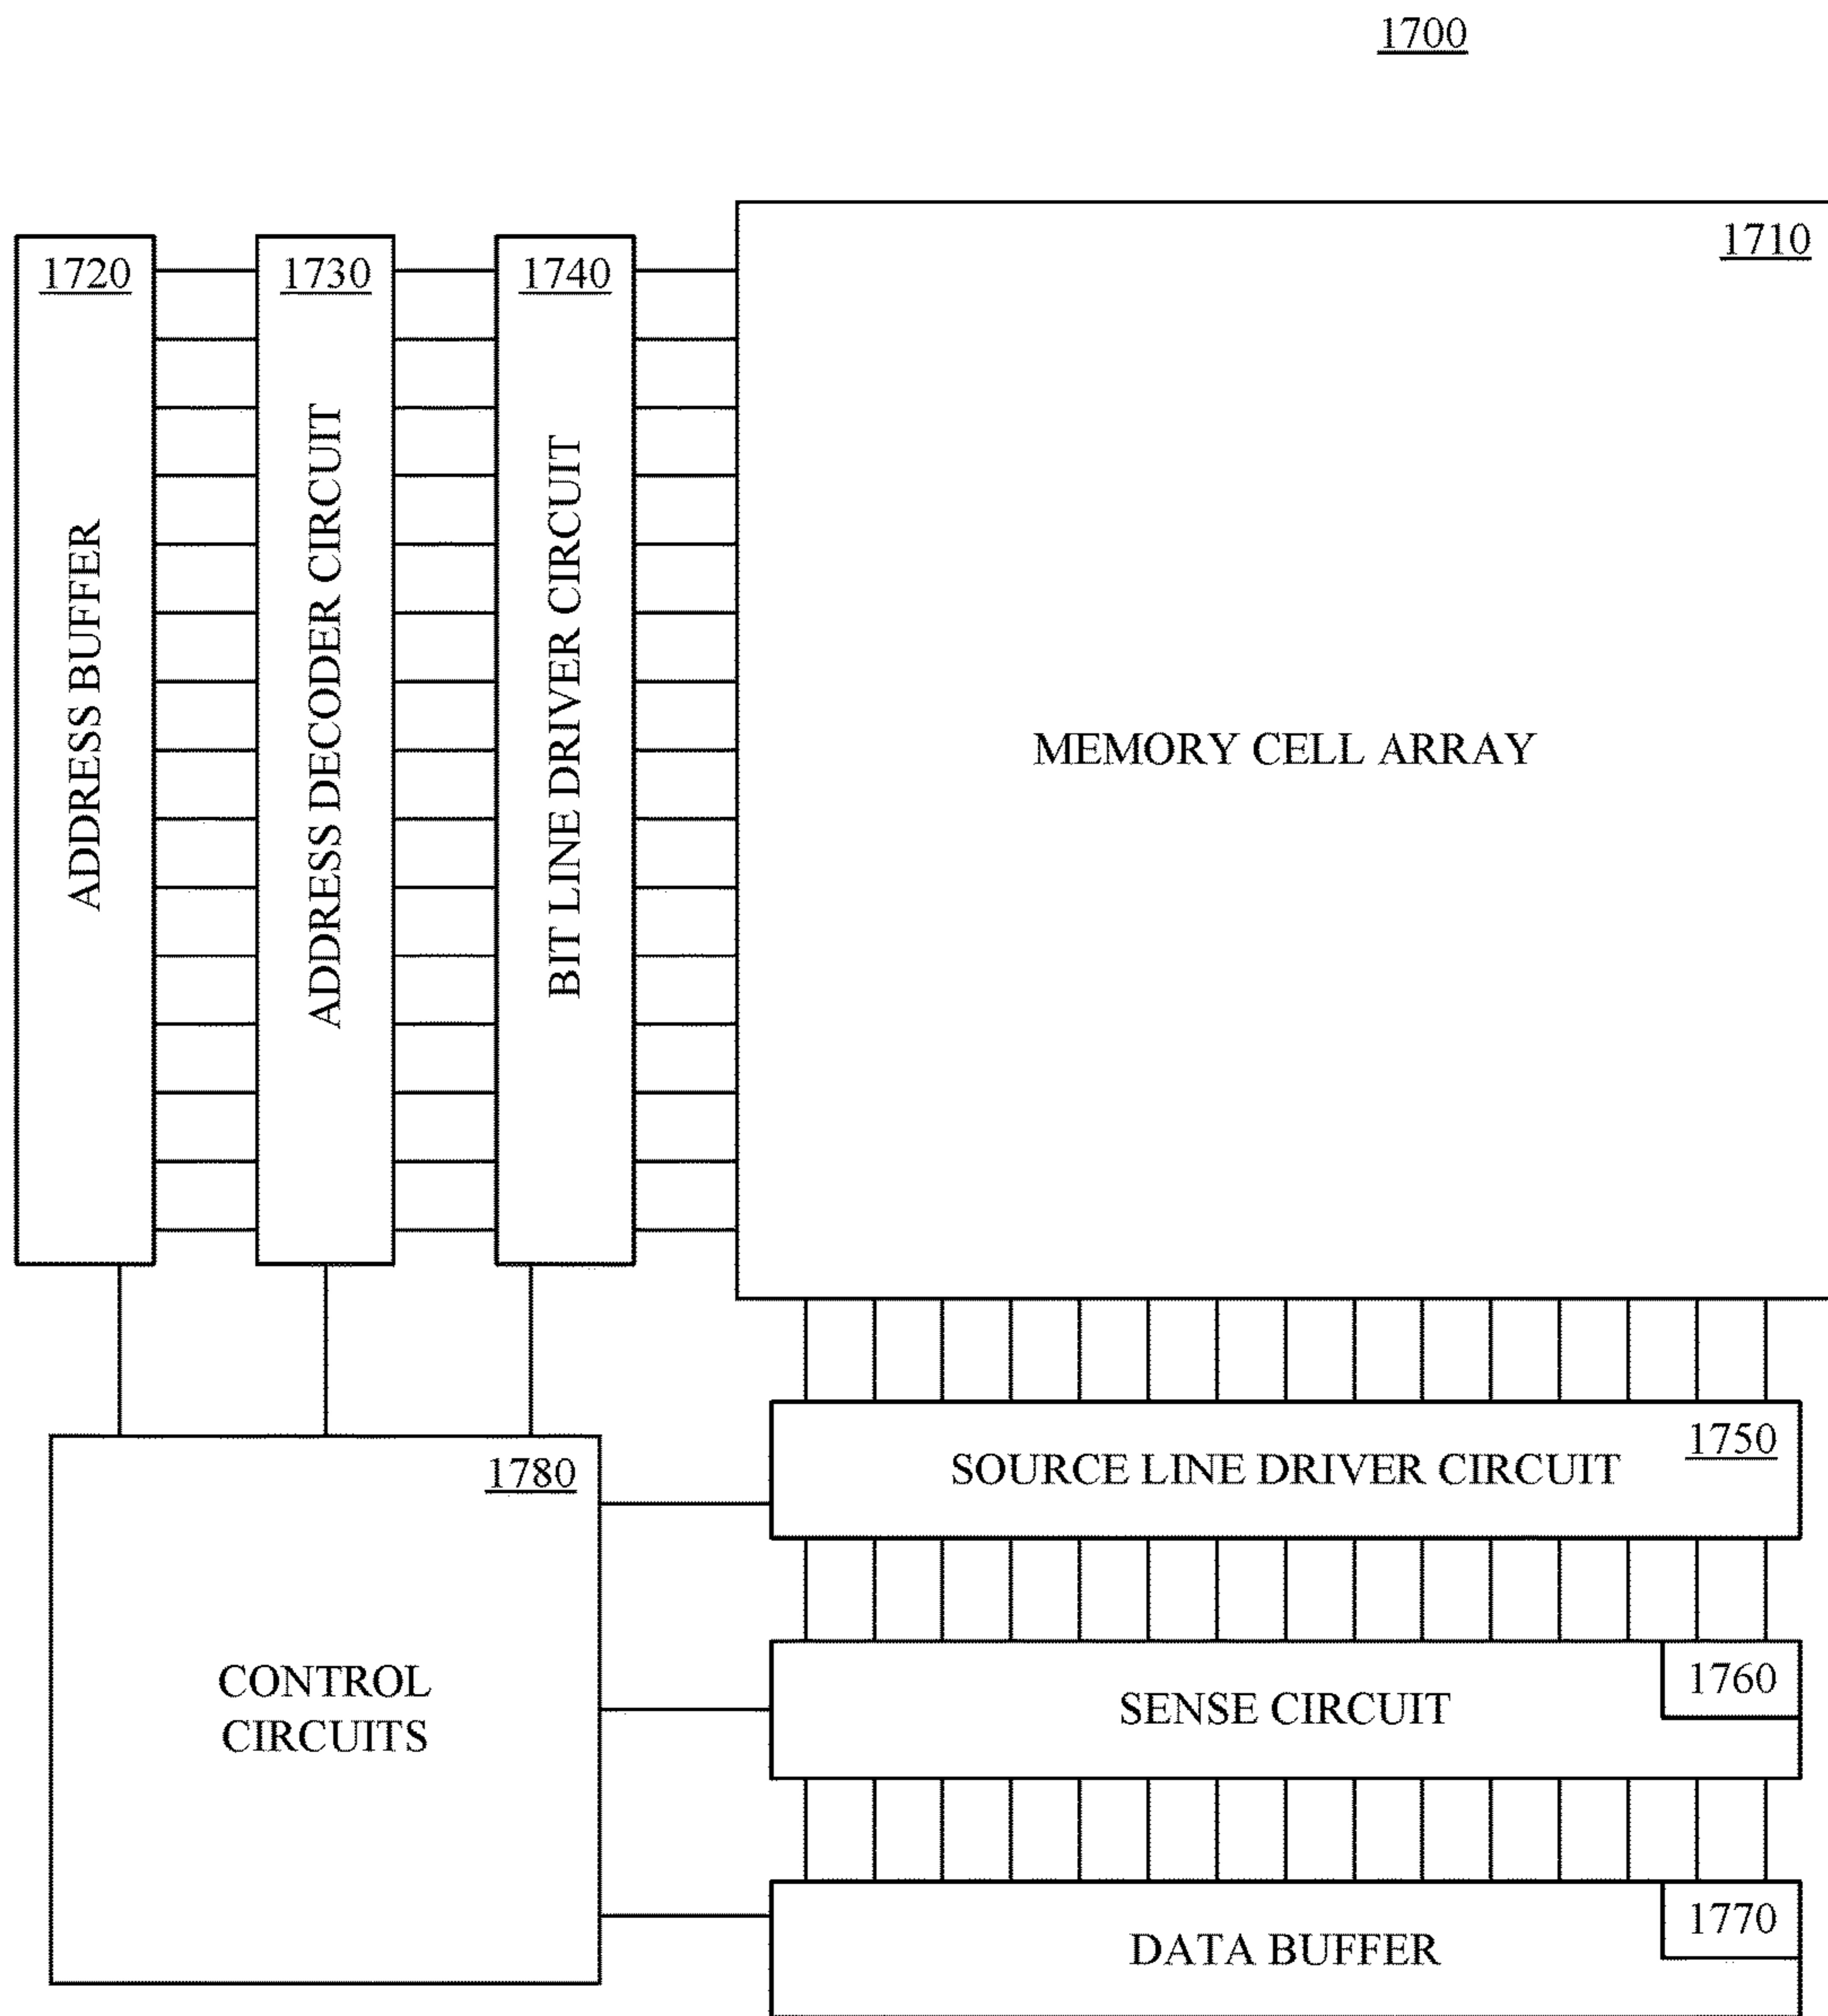 1700
1710
1720
1730
1740
ADDRESS BUFFER
ADDRESS DECODER CIRCUIT
BIT LINE DRIVER CIRCUIT
MEMORY CELL ARRAY
1750
SOURCE LINE DRIVER CIRCUIT
1780
CONTROL
CIRCUITS
1760
SENSE CIRCUIT
1770
DATA BUFFER